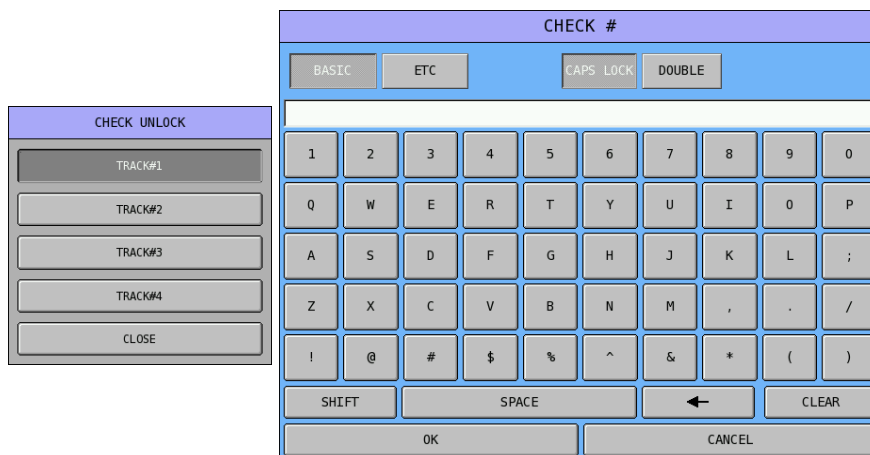 CHECK UNLOCK
TRACK#1
TRACK#2
TRACK#3
TRACK#4
CLOSE
CHECK #
BASIC ETC CAPS LOCK DOUBLE
1 2 3 4 5 6 7 8 9 0
Q W E R T Y U I O P
A S D F G H J K L ;
Z X C V B N M , . /
! @ # $ % ^ & * ( )
SHIFT SPACE CLEAR
OK CANCEL